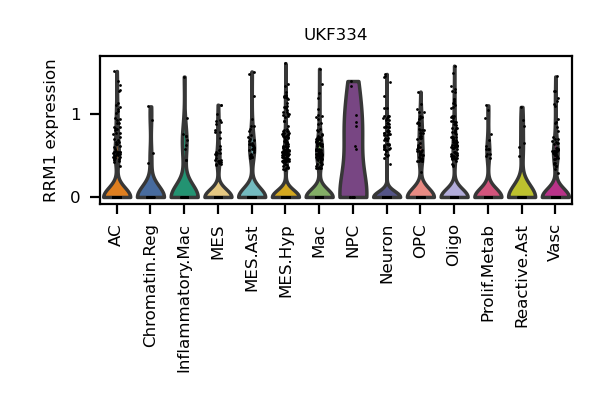 UKF334
RRM1 expression
1
0
AC
Chromatin.Reg
Inflammatory.Mac
MES
MES.Ast
MES.Hyp
Mac
NPC
Neuron
OPC
Oligo
Prolif.Metab
Reactive.Ast
Vasc